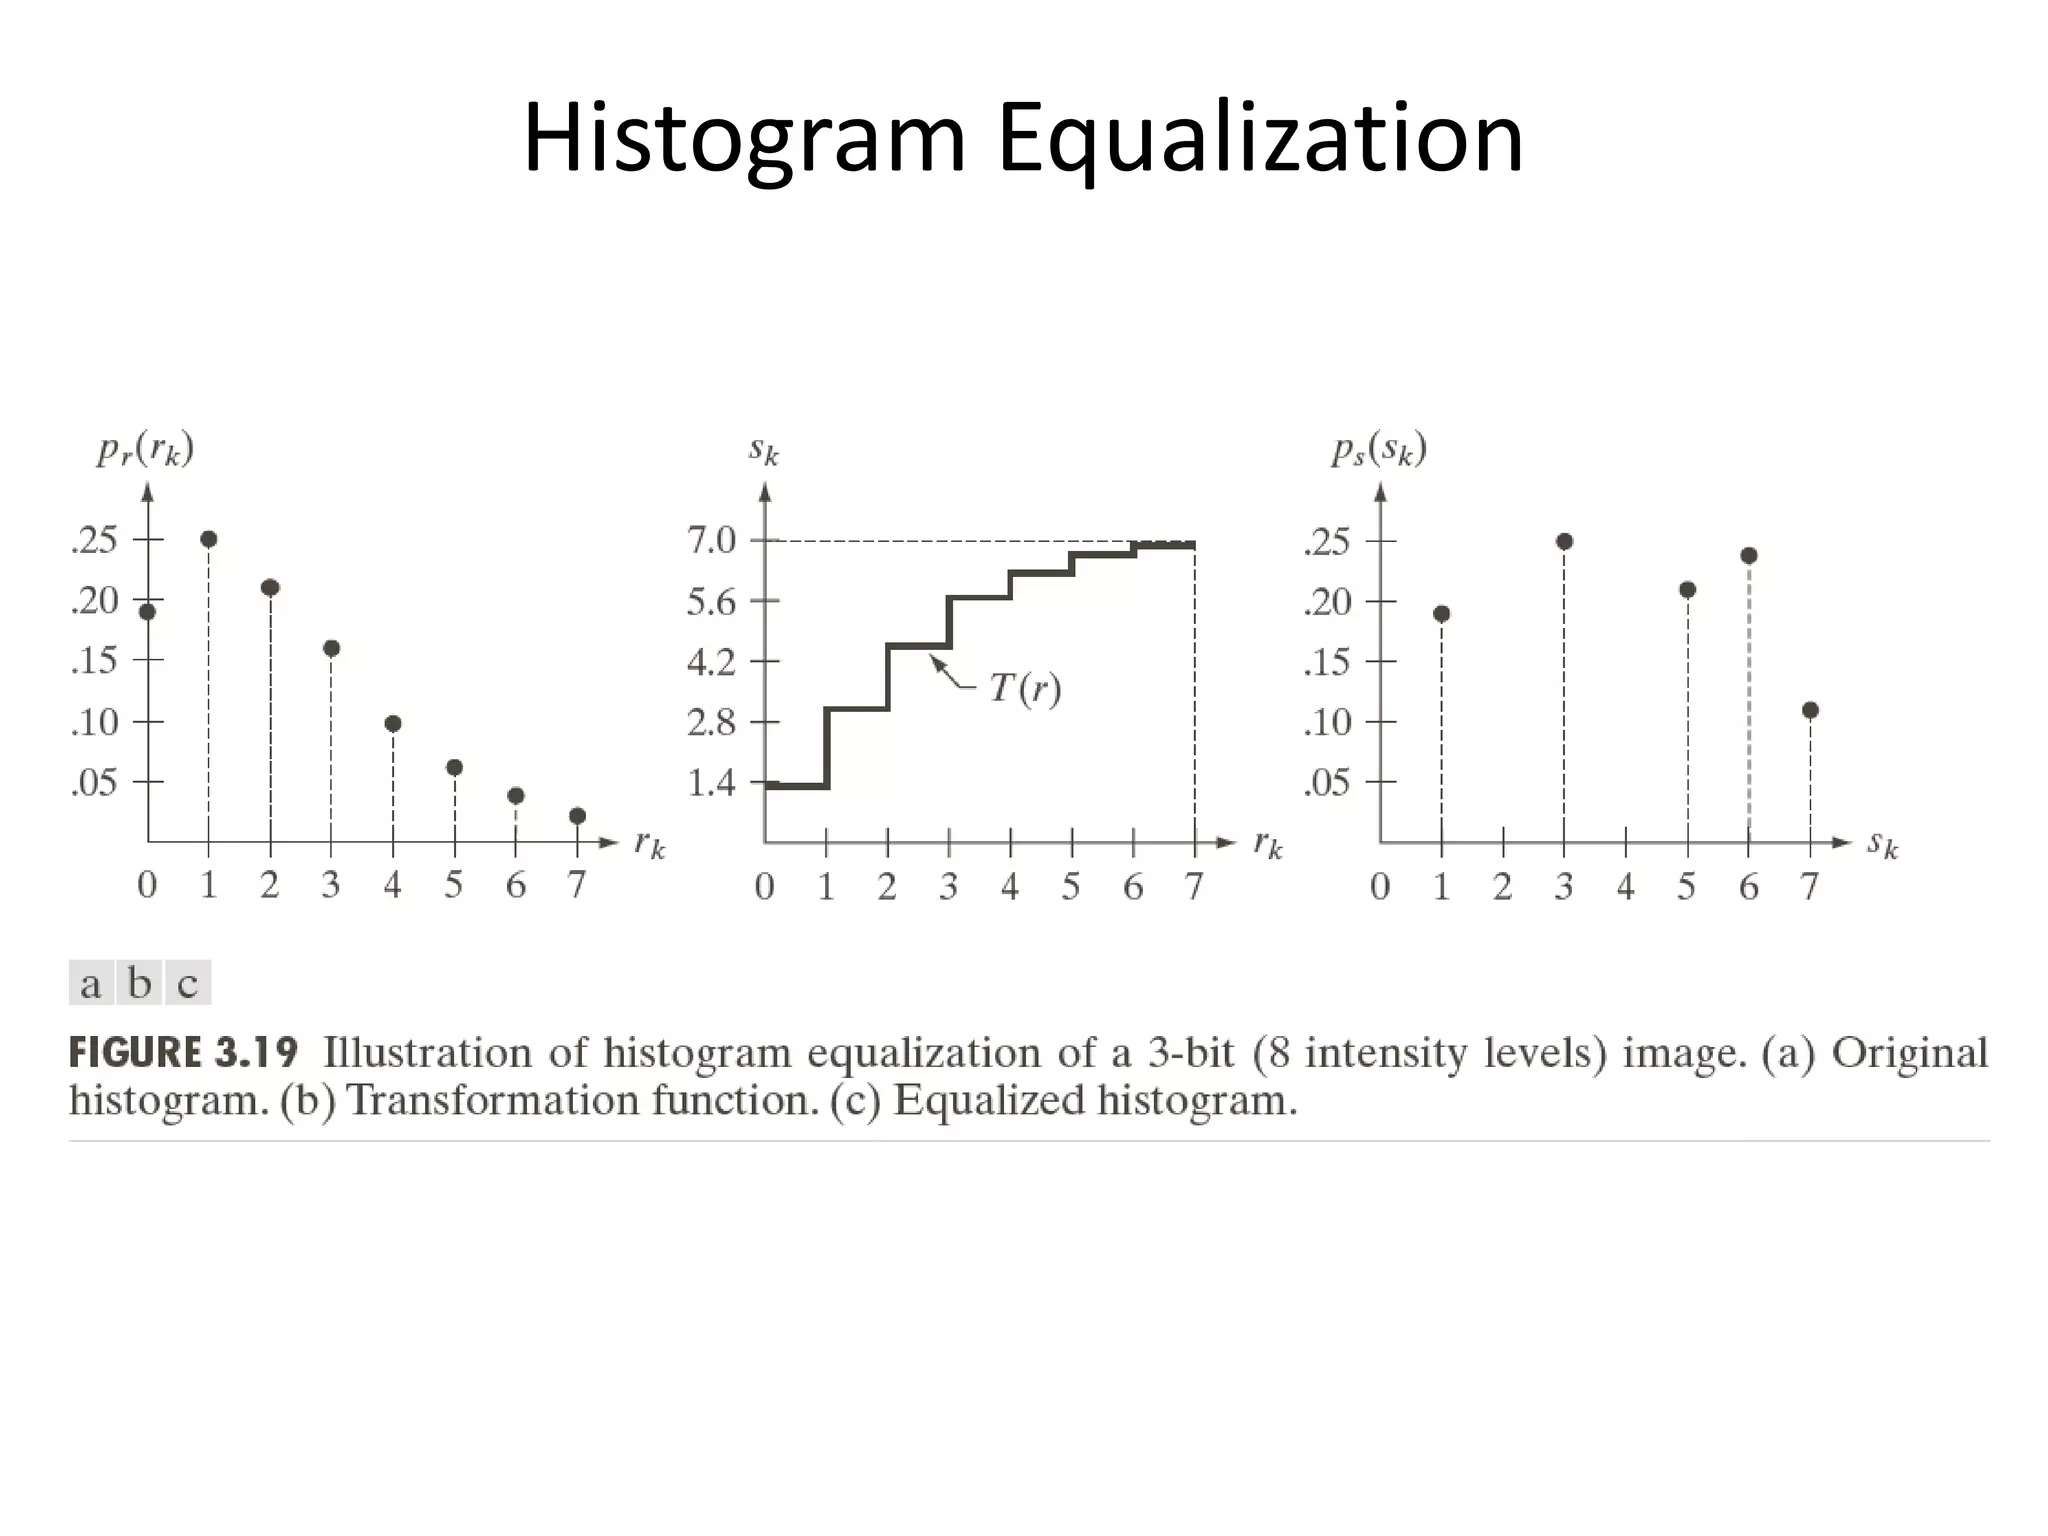 Histogram Equalization
pr(rk)
.25
.20
.15
.10
.05
0 1 2 3 4 5 6 7
rk
sk
7.0
5.6
4.2
2.8
1.4
T(r)
0 1 2 3 4 5 6 7
rk
ps(sk)
.25
.20
.15
.10
.05
0 1 2 3 4 5 6 7
sk
a b c
FIGURE 3.19 Illustration of histogram equalization of a 3-bit (8 intensity levels) image. (a) Original
histogram. (b) Transformation function. (c) Equalized histogram.